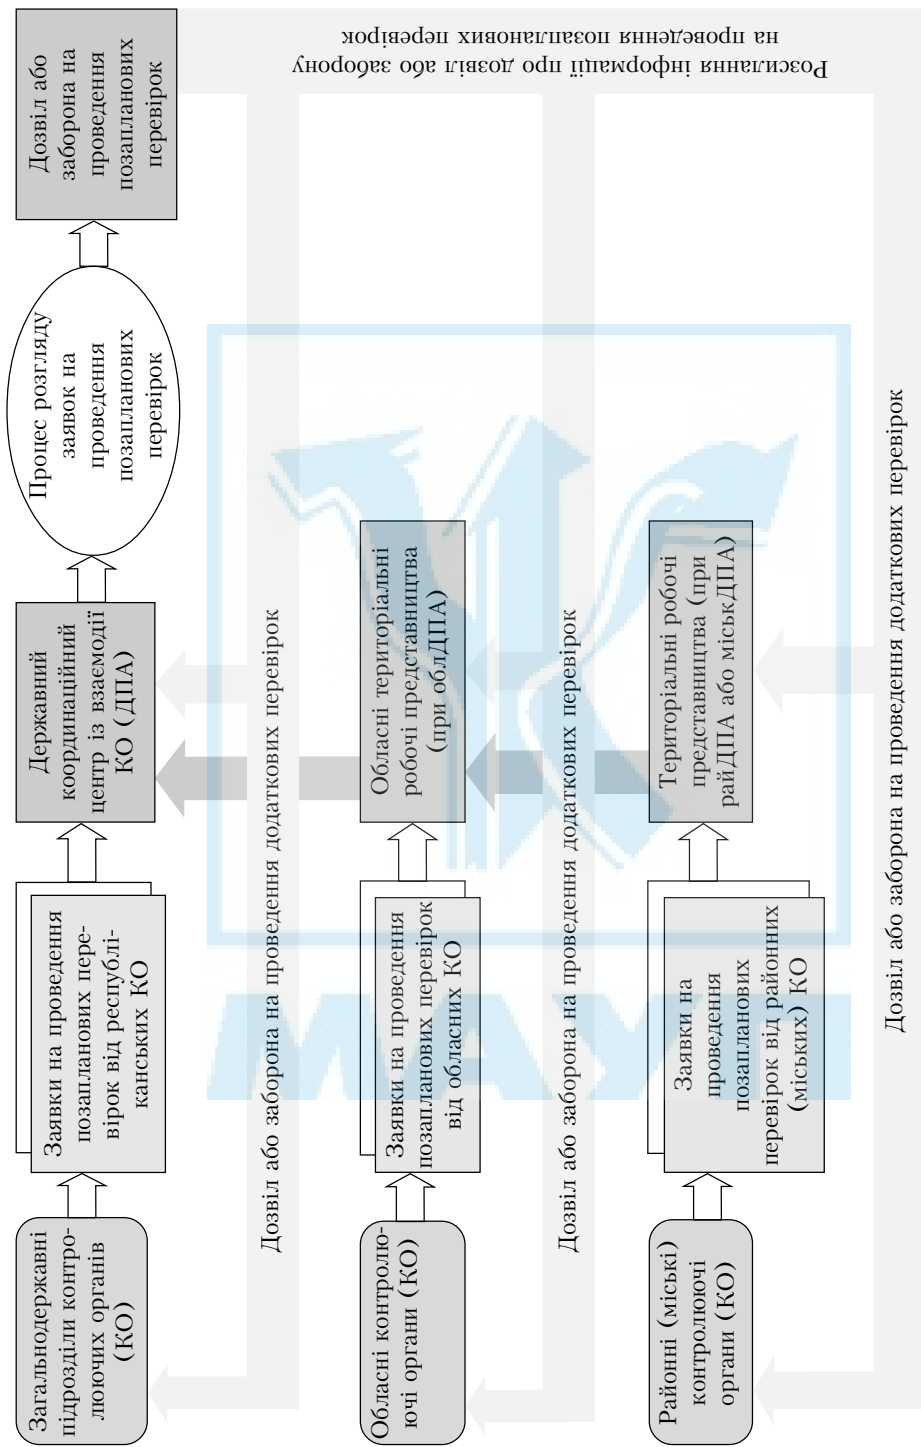 Загальнодержавні
підрозділи контро-
люючих органів
(КО)
Заявки на проведення
позапланових пере-
вірок від республі-
канських КО
Державний
координаційний
центр із взаємодії
КО (ДПА)
Процес розгляду
заявок на
проведення
позапланових
перевірок
Дозвіл або
заборона на
проведення
позапланових
перевірок
Дозвіл або заборона на проведення додаткових перевірок
Обласні контролю-
ючі органи (КО)
Заявки на проведення
позапланових перевірок
від обласних КО
Обласні територіальні
робочі представництва
(при облДПА)
Дозвіл або заборона на проведення додаткових перевірок
Районні (міські)
контролюючі
органи (КО)
Заявки на
проведення
позапланових
перевірок від районних
(міських) КО
Територіальні робочі
представництва (при
райДПА або міськДПА)
Дозвіл або заборона на проведення додаткових перевірок
Розсилання інформації про дозвіл або заборону
на проведення позапланових перевірок
МАУП